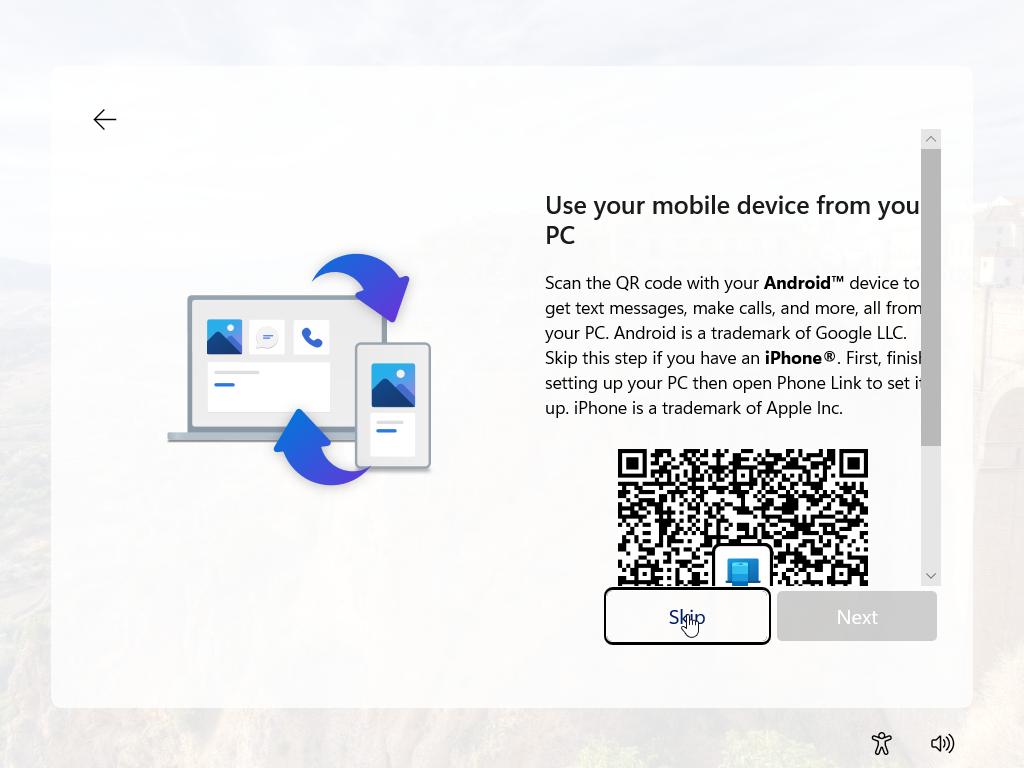 Use your mobile device from you
PC
Scan the QR code with your Android™ device to
get text messages, make calls, and more, all from
your PC. Android is a trademark of Google LLC.
Skip this step if you have an iPhone®. First, finish
setting up your PC then open Phone Link to set it
up. iPhone is a trademark of Apple Inc.
Skip
Next